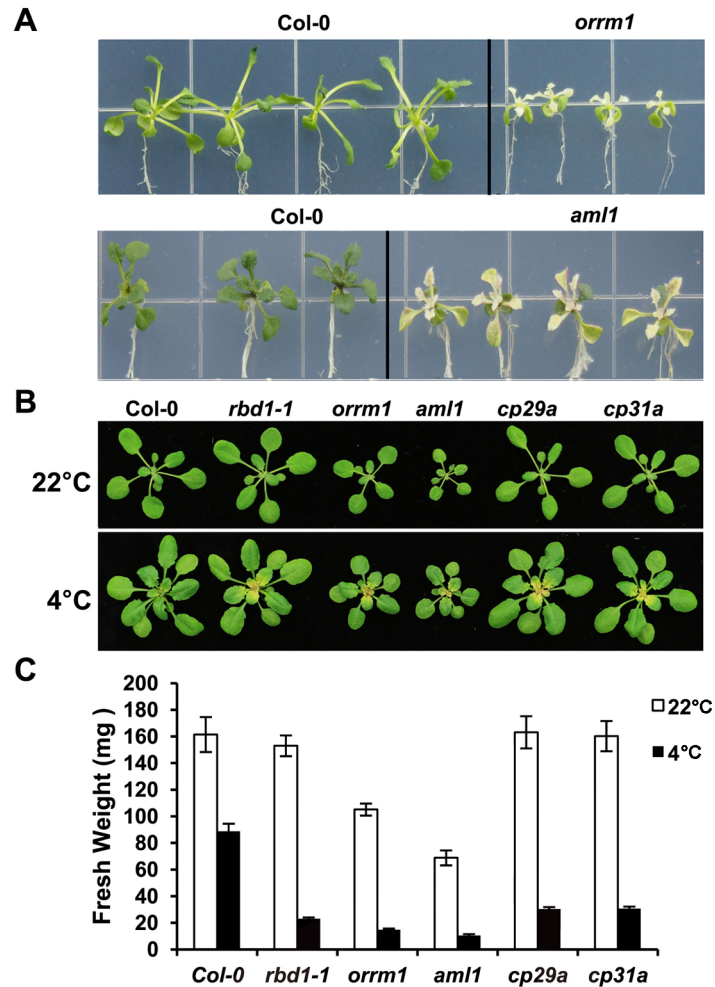 A
Col-0 orrm1
Col-0 aml1
B
Col-0 rbd1-1 orrm1 aml1 cp29a cp31a
22°C
4°C
C
Fresh Weight (mg )
200
180
160
140
120
100
80
60
40
20
0
22°C
4°C
Col-0 rbd1-1 orrm1 aml1 cp29a cp31a